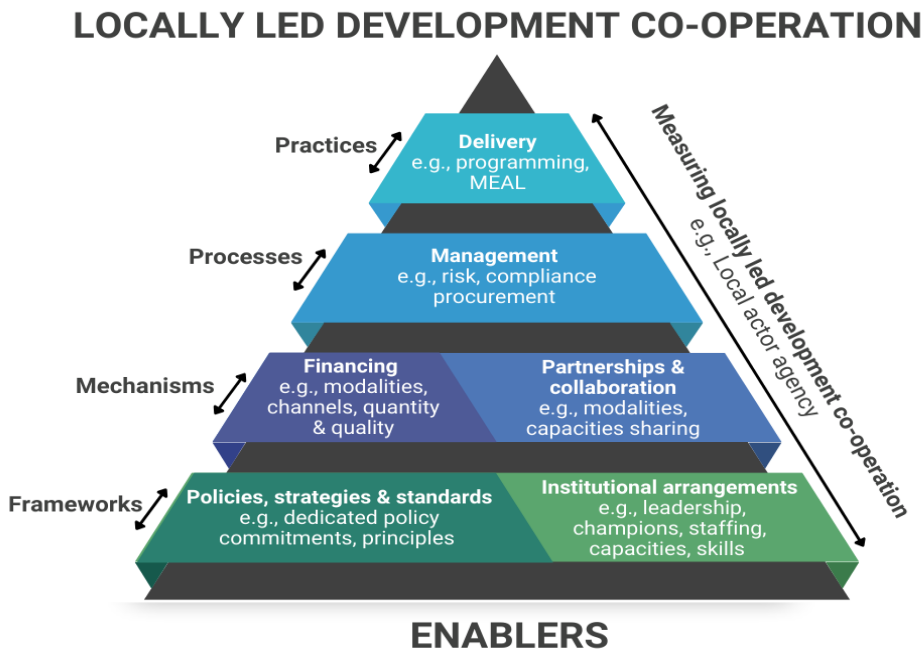 LOCALLY LED DEVELOPMENT CO-OPERATION
Practices
Delivery
e.g., programming,
MEAL
Measuring locally led development co-operation
e.g., Local actor agency
Processes
Management
e.g., risk, compliance
procurement
Mechanisms
Financing
e.g., modalities,
channels, quantity
& quality
Partnerships &
collaboration
e.g., modalities,
capacities sharing
Frameworks
Policies, strategies & standards
e.g., dedicated policy
commitments, principles
Institutional arrangements
e.g., leadership,
champions, staffing,
capacities, skills
ENABLERS